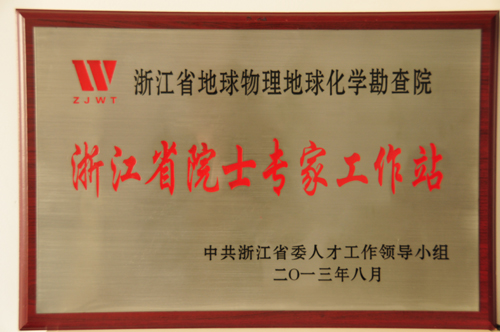 ZJWT
浙江省地球物理地球化学勘查院
浙江省院士专家工作站
中共浙江省委人才工作领导小组
二〇一三年八月